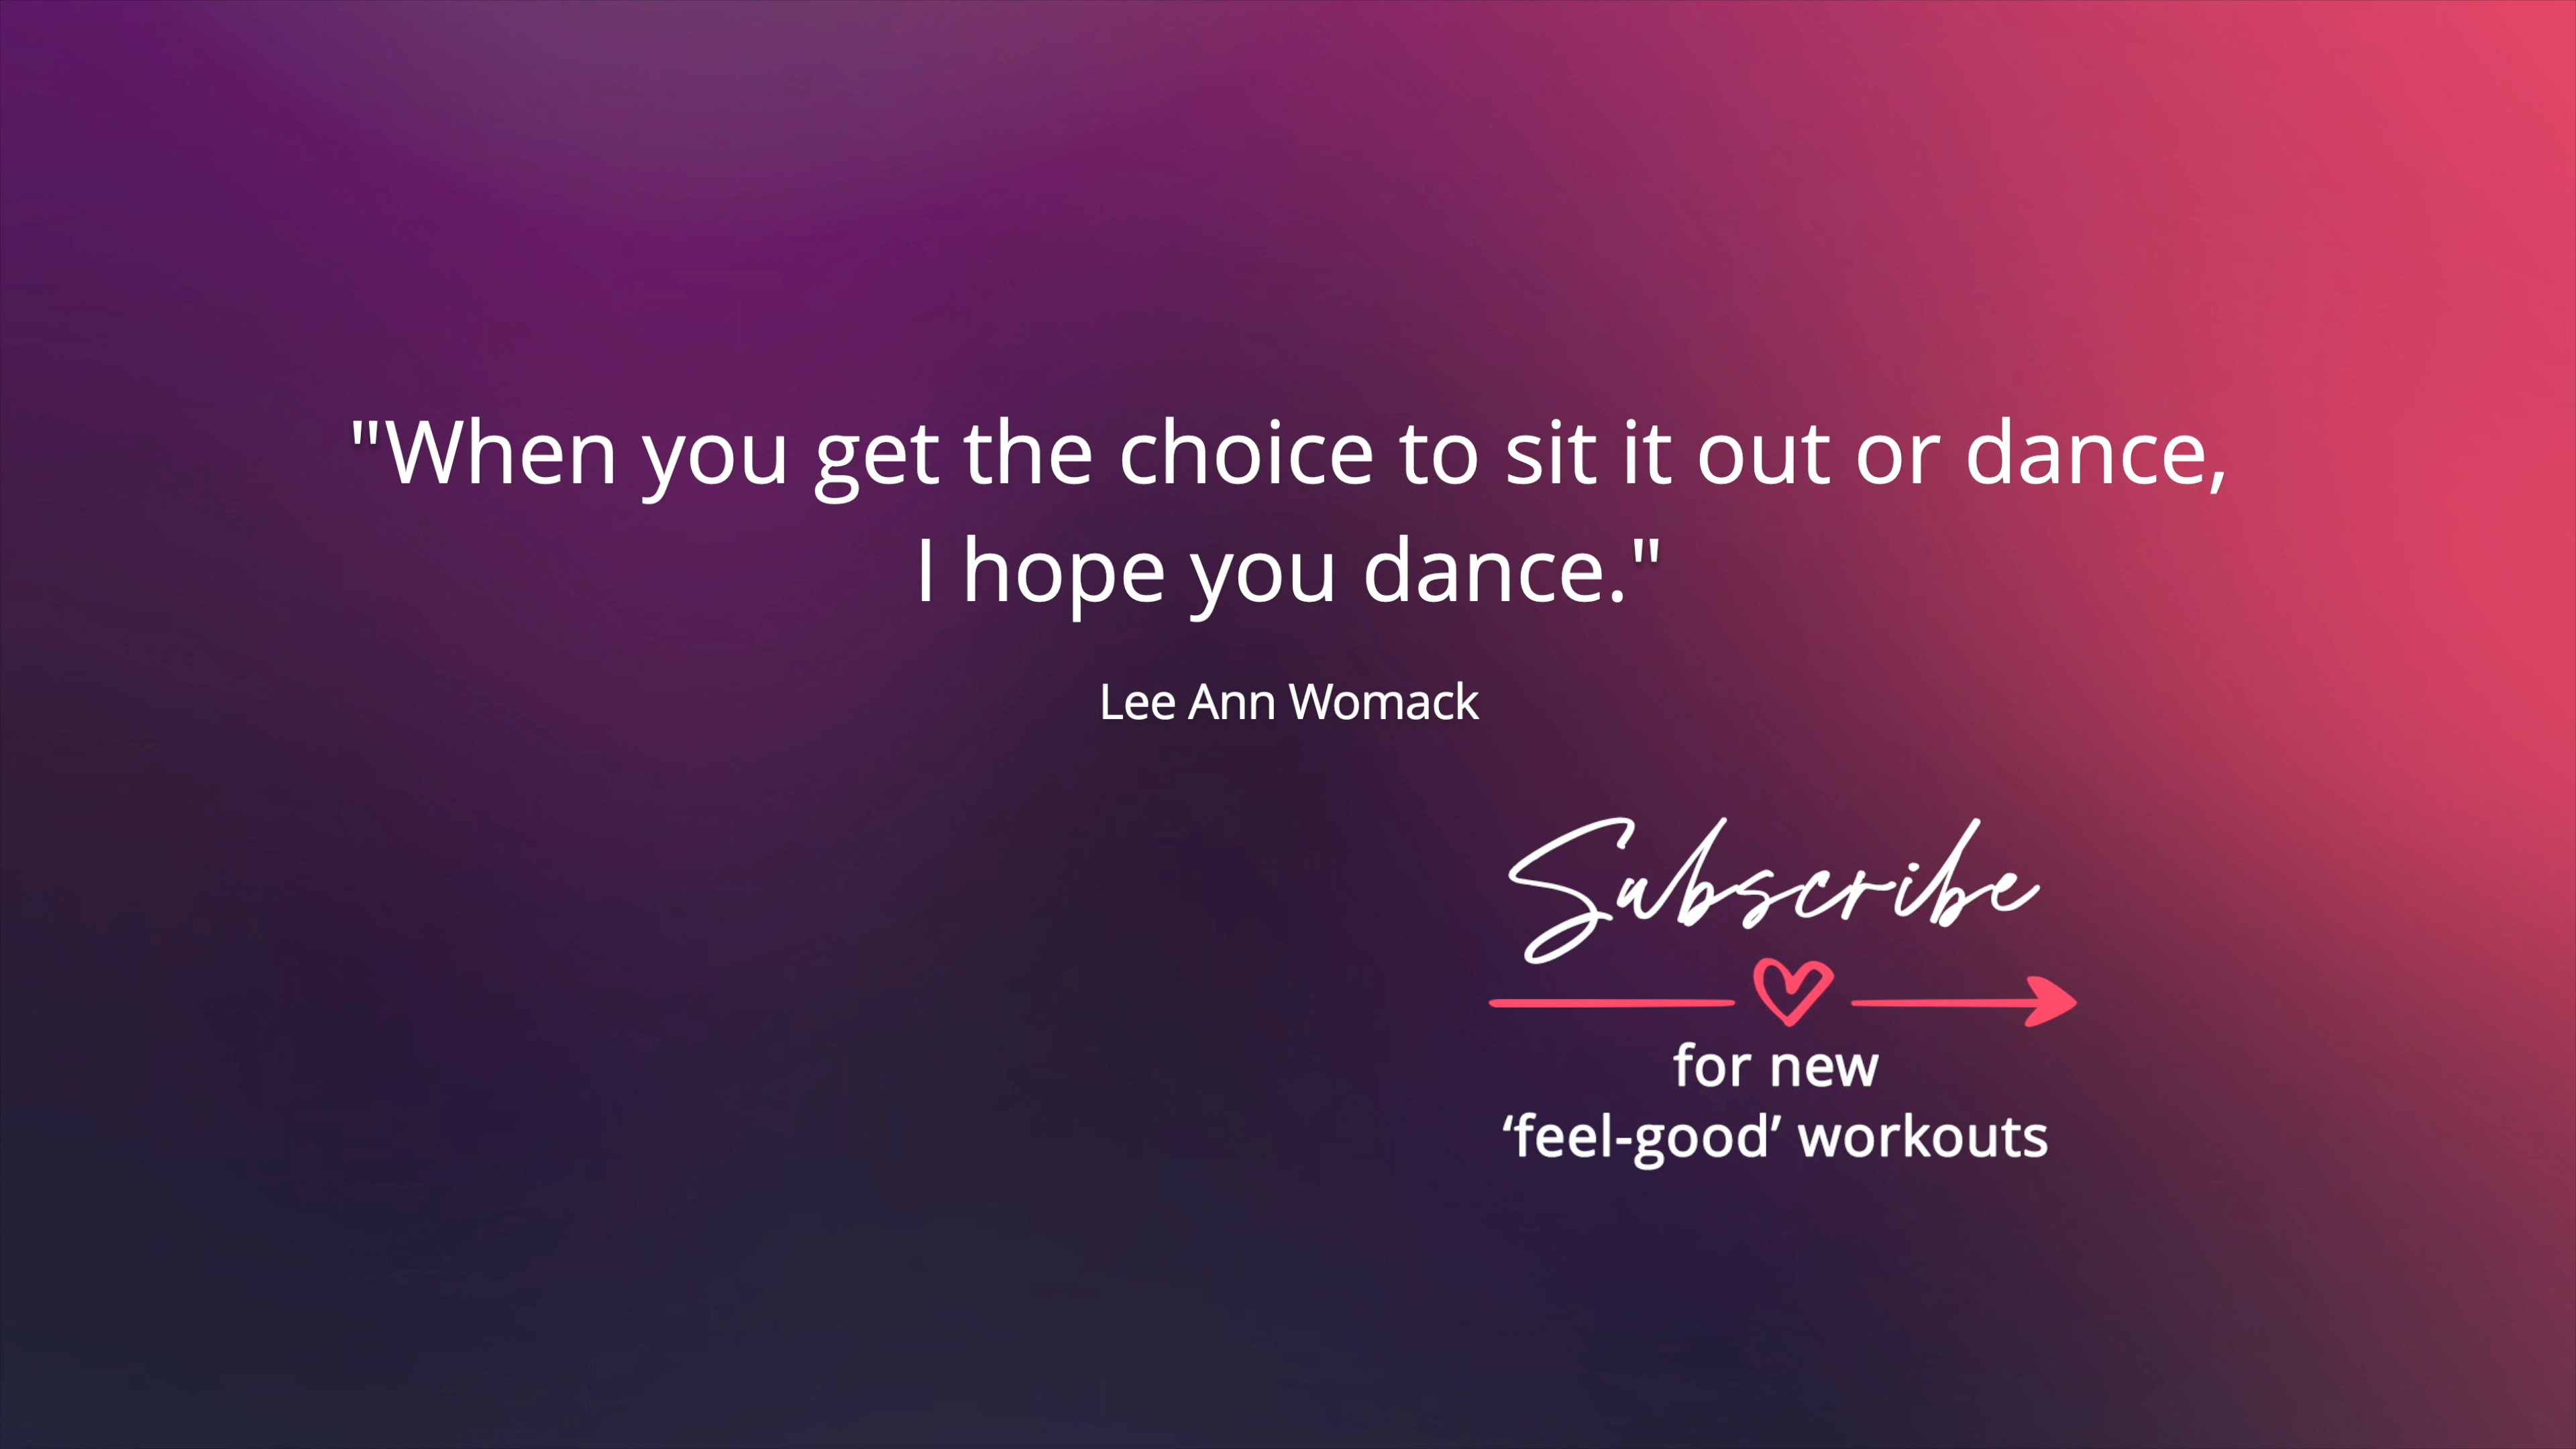 "When you get the choice to sit it out or dance,
I hope you dance."
Lee Ann Womack
Subscribe
for new
‘feel-good’ workouts